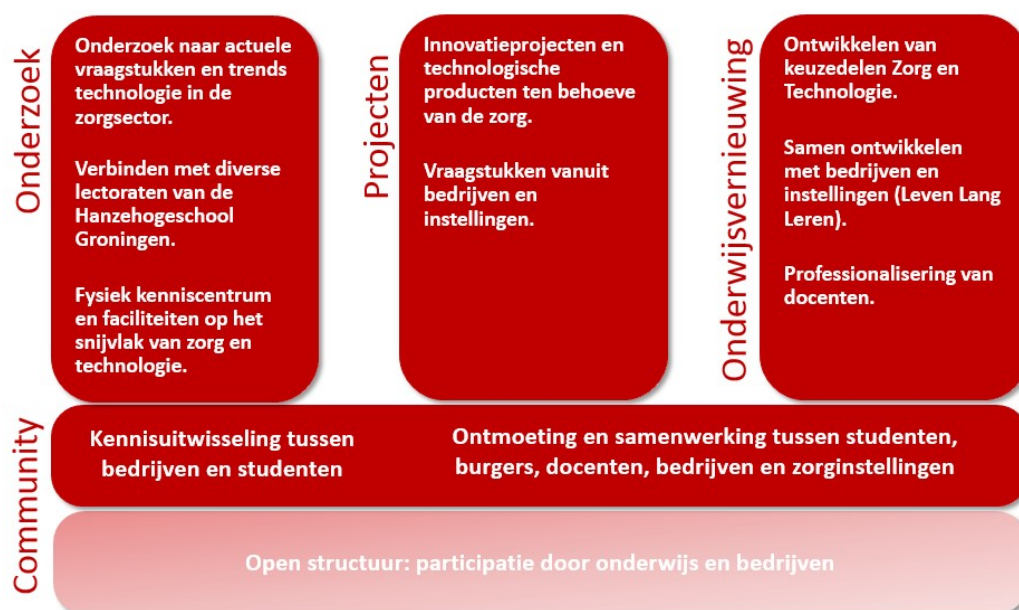 Onderzoek
Onderzoek naar actuele
vraagstukken en trends
technologie in de
zorgsector.
Verbinden met diverse
lectoraten van de
Hanzehogeschool
Groningen.
Fysiek kenniscentrum
en faciliteiten op het
snijvlak van zorg en
technologie.
Projecten
Innovatieprojecten en
technologische
producten ten behoeve
van de zorg.
Vraagstukken vanuit
bedrijven en
instellingen.
Onderwijsvernieuwing
Ontwikkelen van
keuzedelen Zorg en
Technologie.
Samen ontwikkelen
met bedrijven en
instellingen (Leven Lang
Leren).
Professionalisering van
docenten.
Community
Kennisuitwisseling tussen
bedrijven en studenten
Ontmoeting en samenwerking tussen studenten,
burgers, docenten, bedrijven en zorginstellingen
Open structuur: participatie door onderwijs en bedrijven